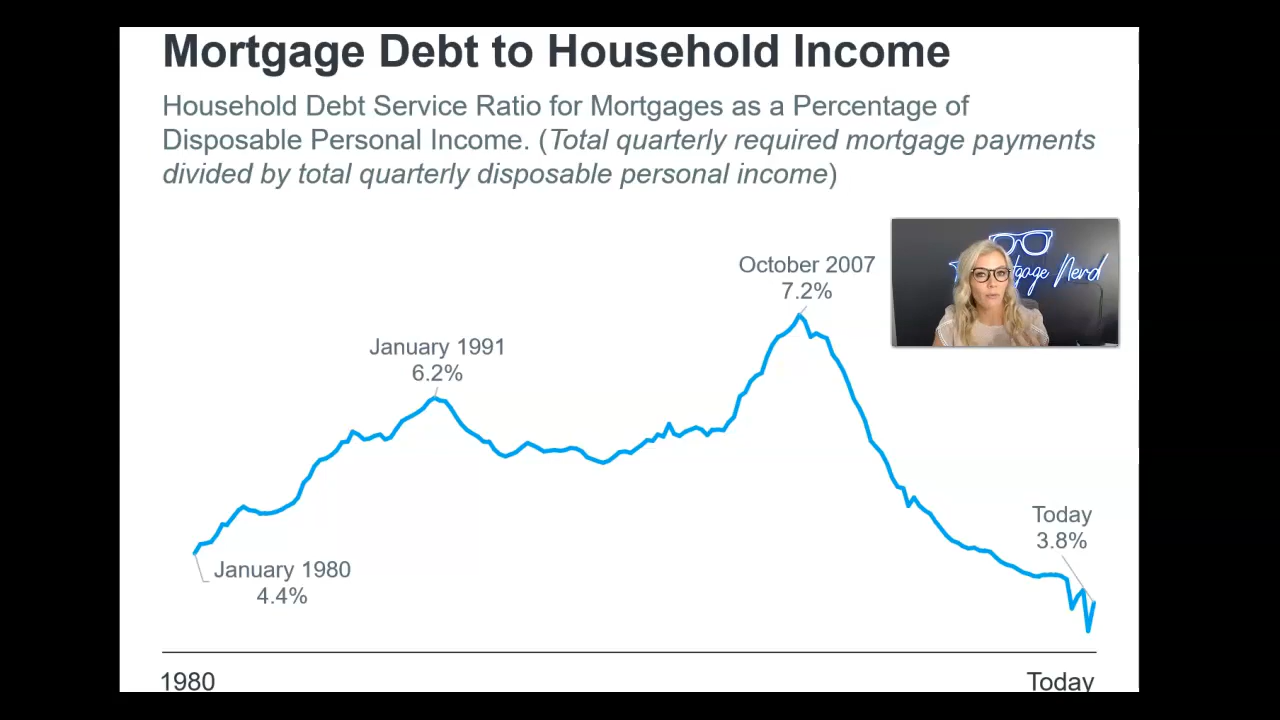 Mortgage Debt to Household Income
Household Debt Service Ratio for Mortgages as a Percentage of
Disposable Personal Income. (Total quarterly required mortgage payments
divided by total quarterly disposable personal income)
October 2007
7.2%
Nerd
January 1991
6.2%
Today
3.8%
January 1980
4.4%
1980
Today